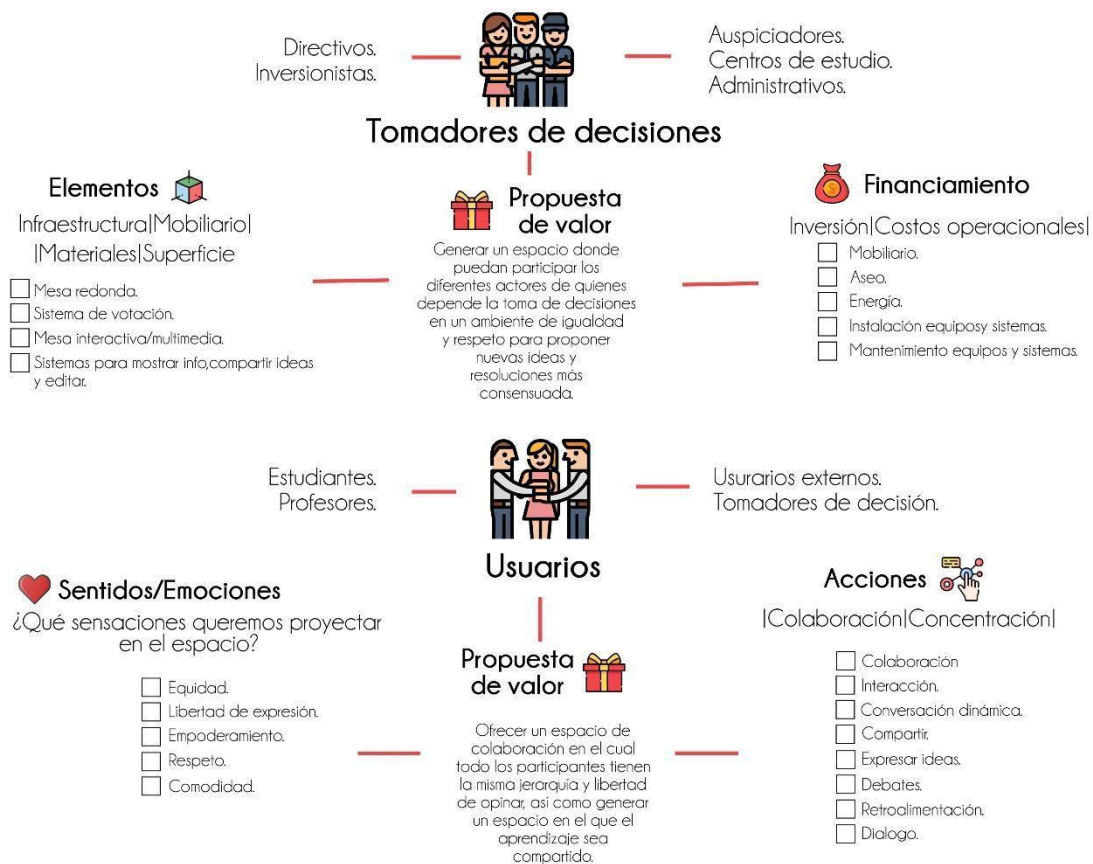 Directivos.
Inversionistas.
Auspiciadores.
Centros de estudio.
Administrativos.
Tomadores de decisiones
Elementos
Infraestructura|Mobiliario|
|Materiales|Superficie
Mesa redonda.
Sistema de votación.
Mesa interactiva/multimedia.
Sistemas para mostrar info,compartir ideas
y editar.
Propuesta
de valor
Generar un espacio donde
puedan participar los
diferentes actores de quienes
depende la toma de decisiones
en un ambiente de igualdad
y respeto para proponer
nuevas ideas y
resoluciones más
consensuada.
Financiamiento
Inversión|Costos operacionales|
Mobiliario.
Aseo.
Energía.
Instalación equiposy sistemas.
Mantenimiento equipos y sistemas.
Estudiantes.
Profesores.
Usurarios externos.
Tomadores de decisión.
Usuarios
Sentidos/Emociones
¿Qué sensaciones queremos proyectar
en el espacio?
Equidad.
Libertad de expresión.
Empoderamiento.
Respeto.
Comodidad.
Propuesta
de valor
Ofrecer un espacio de
colaboración en el cual
todo los participantes tienen
la misma jerarquía y libertad
de opinar, así como generar
un espacio en el que el
aprendizaje sea
compartido.
Acciones
|Colaboración|Concentración|
Colaboración
Interacción.
Conversación dinámica.
Compartir.
Expresar ideas.
Debates.
Retroalimentación.
Dialogo.